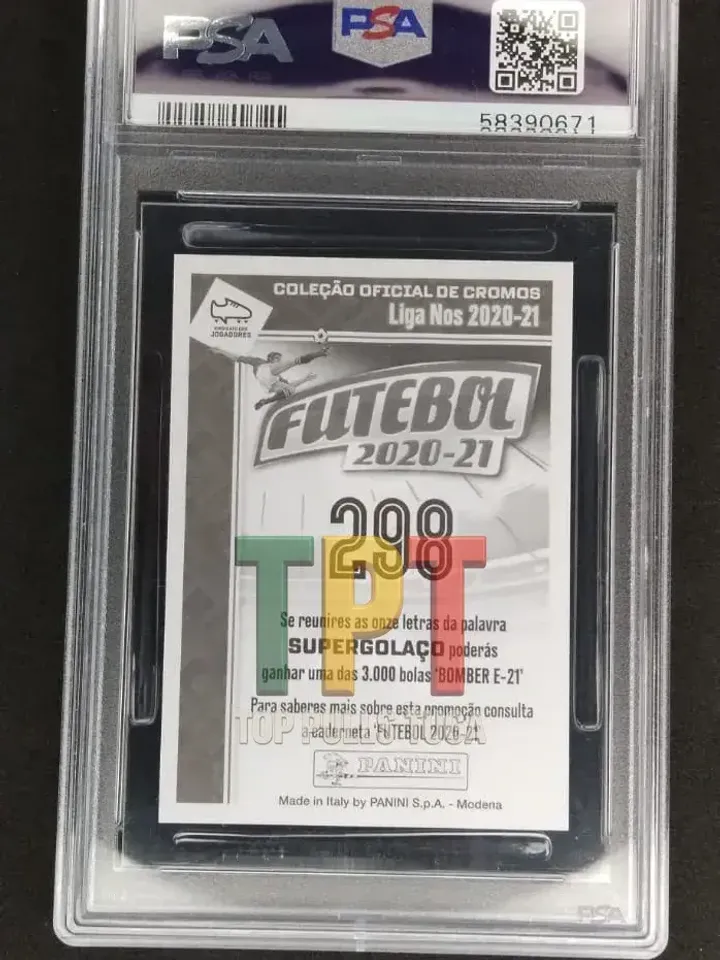 PSA
PSA
58390671
COLEÇÃO OFICIAL DE CROMOS
Liga Nos 2020-21
JOGADORES
FUTEBOL
2020-21
298
TPT
Se reunires as onze letras da palavra
SUPERGOLAÇO poderás
ganhar uma das 3.000 bolas 'BOMBER E-21'
Para saberes mais sobre esta promoção consulta
a caderneta 'FUTEBOL 2020-21'
TOP PULLS TUGA
PANINI
Made in Italy by PANINI S.p.A. - Modena
PSA